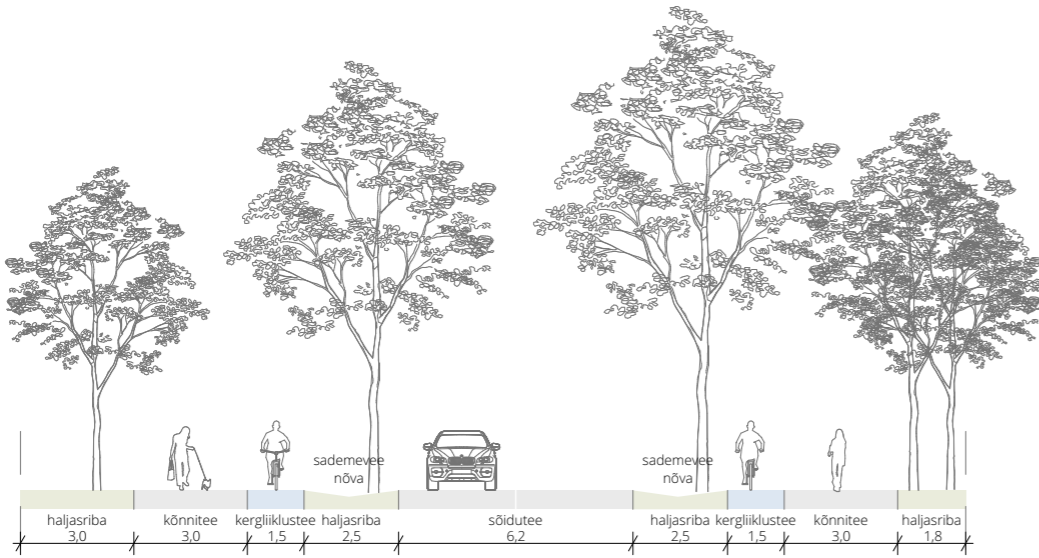 sademevee
nõva
sademevee
nõva
haljasriba kõnnitee kergliiklustee haljasriba sõidutee haljasriba kergliiklustee kõnnitee haljasriba
3,0 3,0 1,5 2,5 6,2 2,5 1,5 3,0 1,8